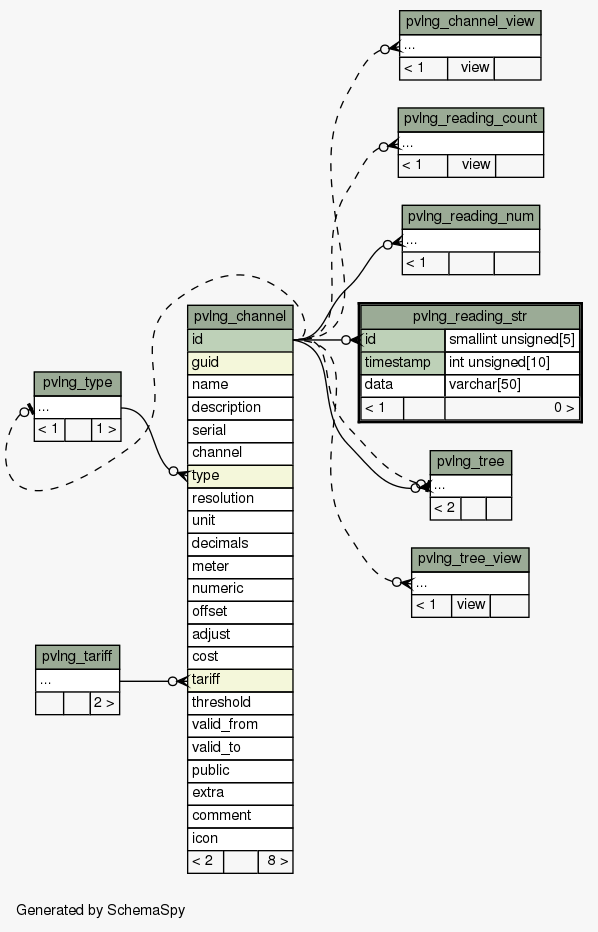 pvlng_channel_view
...
< 1 view
pvlng_reading_count
...
< 1 view
pvlng_reading_num
...
< 1
pvlng_reading_str
id smallint unsigned[5]
timestamp int unsigned[10]
data varchar[50]
< 1 0 >
pvlng_tree
...
< 2
pvlng_tree_view
...
< 1 view
pvlng_channel
id
guid
name
description
serial
channel
type
resolution
unit
decimals
meter
numeric
offset
adjust
cost
tariff
threshold
valid_from
valid_to
public
extra
comment
icon
< 2 8 >
pvlng_type
...
< 1 1 >
pvlng_tariff
...
2 >
Generated by SchemaSpy